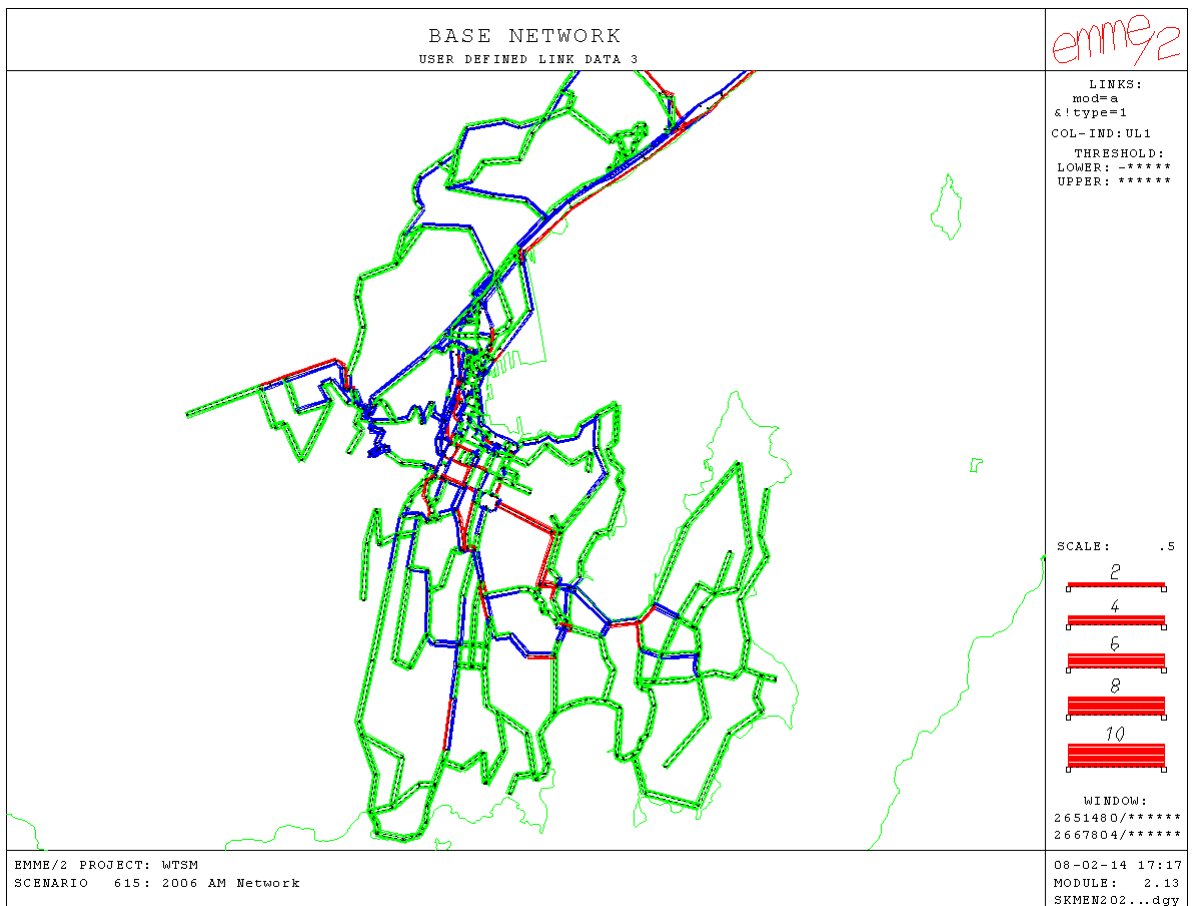 BASE NETWORK
USER DEFINED LINK DATA 3
emme/2
LINKS:
mod=a
&!type=1
COL-IND:UL1
THRESHOLD:
LOWER: -*****
UPPER: ******
SCALE: .5
2
4
6
8
10
WINDOW:
2651480/******
2667804/******
EMME/2 PROJECT: WTSM
SCENARIO 615: 2006 AM Network
08-02-14 17:17
MODULE: 2.13
SKMEN202...dgy